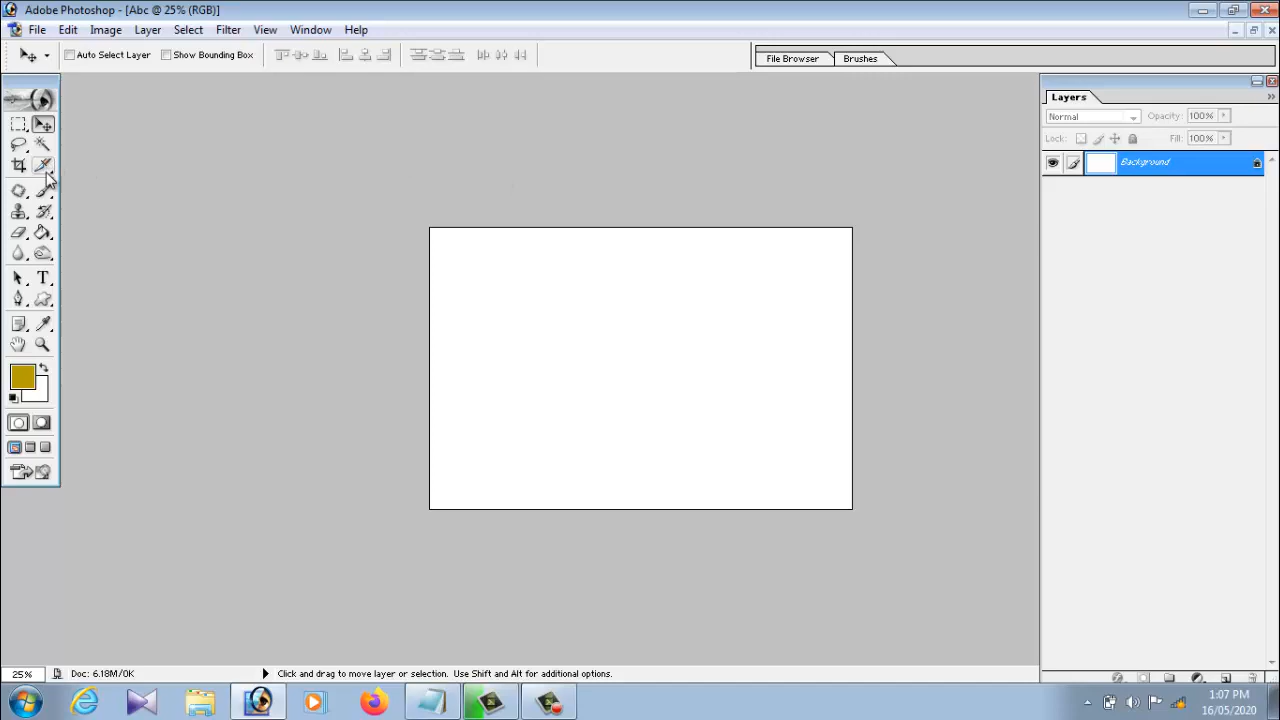 Adobe Photoshop - [Abc @ 25% (RGB)]
File Edit Image Layer Select Filter View Window Help
Auto Select Layer Show Bounding Box File Browser Brushes
Layers
Normal Opacity: 100%
Lock: Fill: 100%
Background
T
25% Doc: 6.18M/0K Click and drag to move layer or selection. Use Shift and Alt for additional options.
1:07 PM
16/05/2020